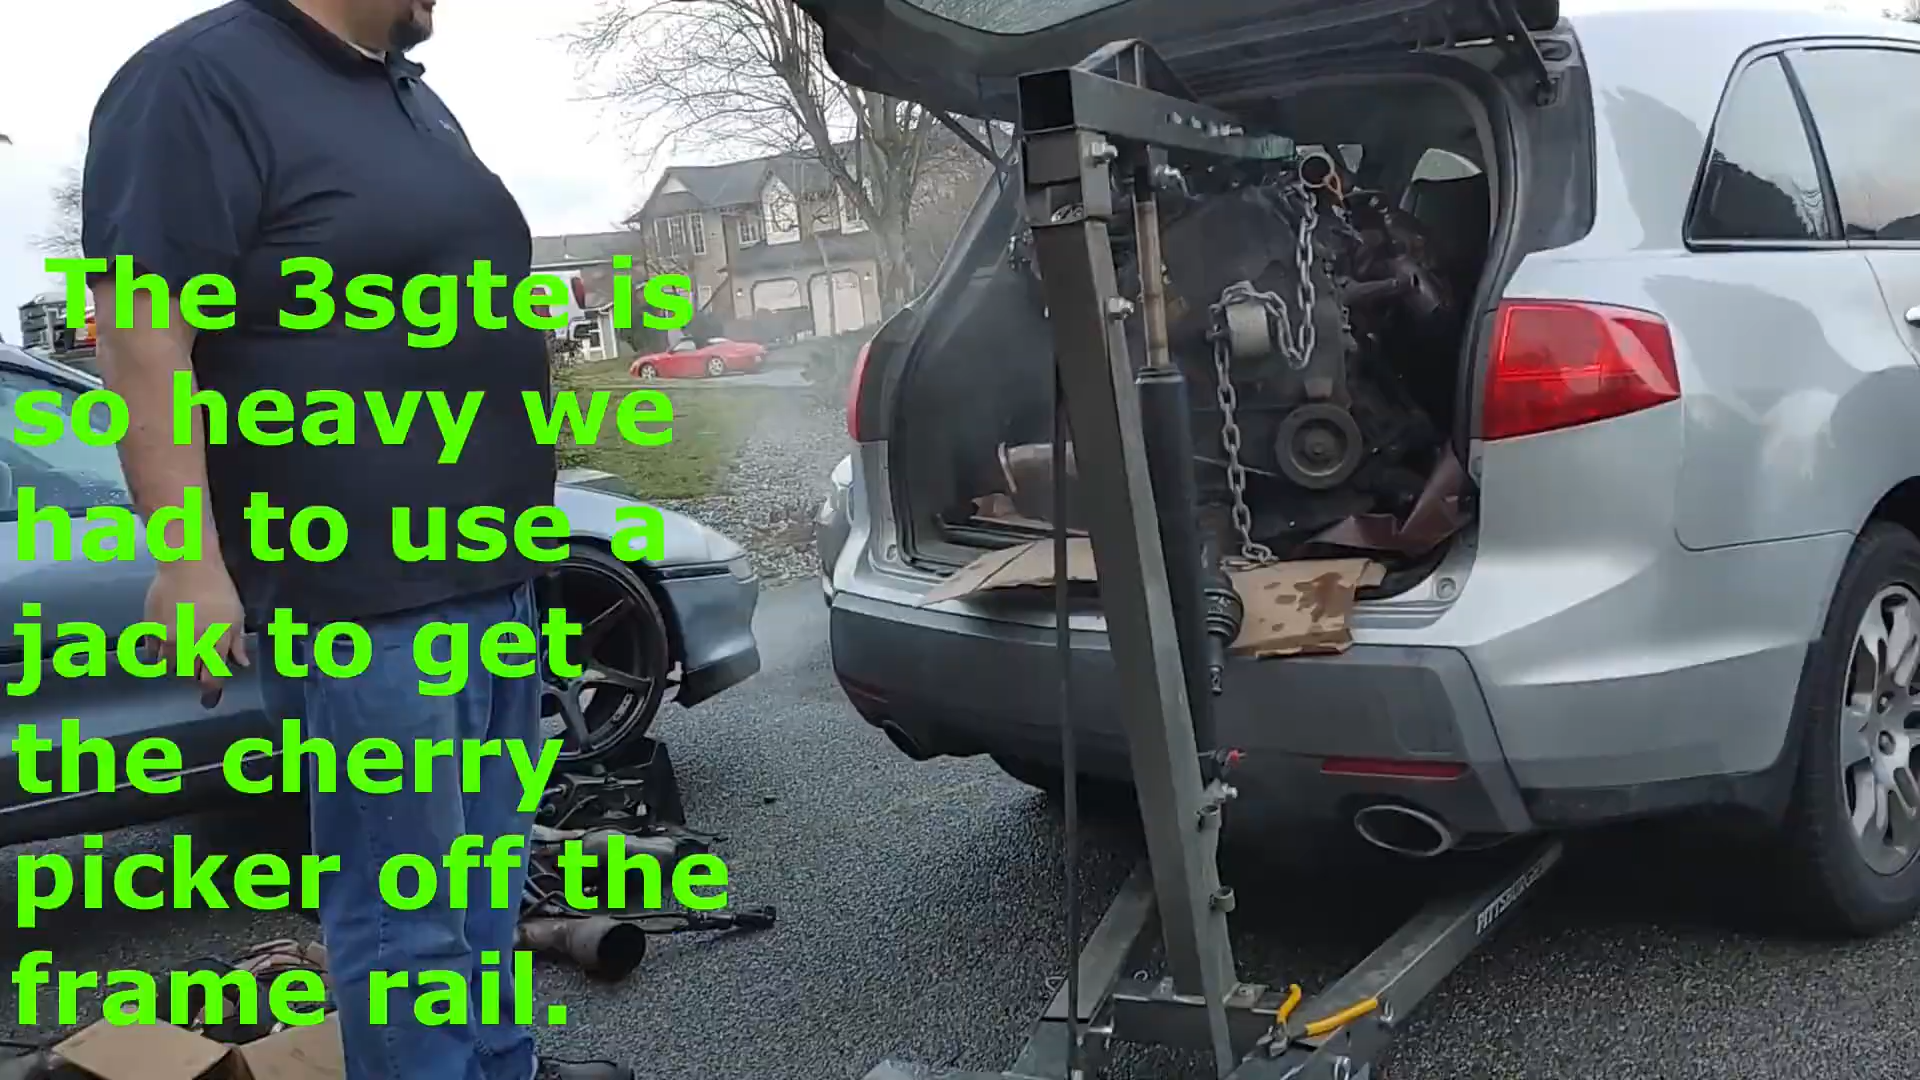 The 3sgte is
so heavy we
had to use a
jack to get
the cherry
picker off the
frame rail.
PITTSBURGH